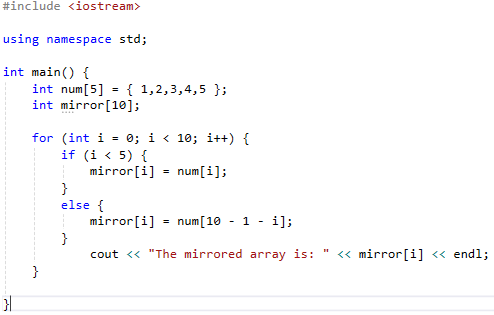 #include <iostream>
using namespace std;
int main() {
int num[5] = { 1,2,3,4,5 };
int mirror[10];
for (int i = 0; i < 10; i++) {
if (i < 5) {
mirror[i] = num[i];
}
else {
mirror[i] = num[10 - 1 - i];
}
cout << "The mirrored array is: " << mirror[i] << endl;
}
}